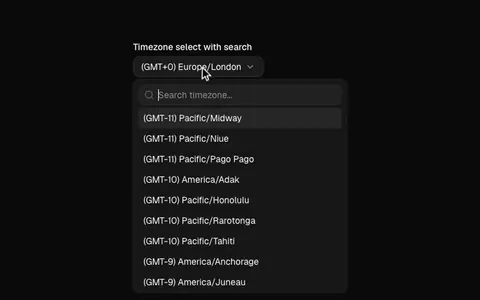 Timezone select with search
(GMT+0) Europe/London
Search timezone...
(GMT-11) Pacific/Midway
(GMT-11) Pacific/Niue
(GMT-11) Pacific/Pago Pago
(GMT-10) America/Adak
(GMT-10) Pacific/Honolulu
(GMT-10) Pacific/Rarotonga
(GMT-10) Pacific/Tahiti
(GMT-9) America/Anchorage
(GMT-9) America/Juneau